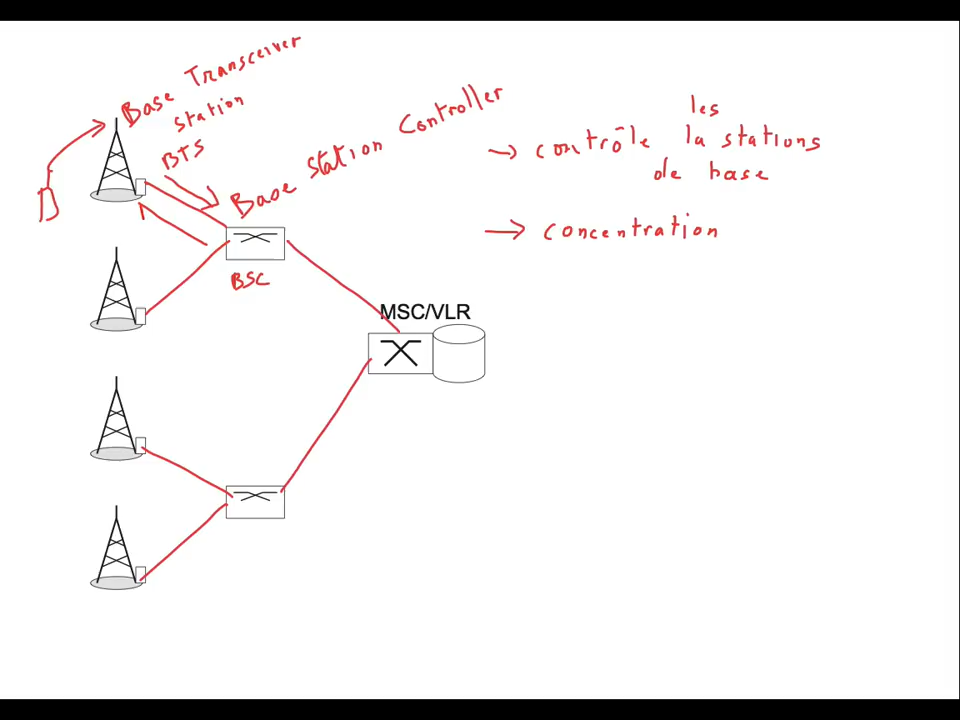 Base Transceiver
Station
BTS
Base Station Controller
BSC
les
→ contrôle la stations
de base
→ concentration
MSC/VLR